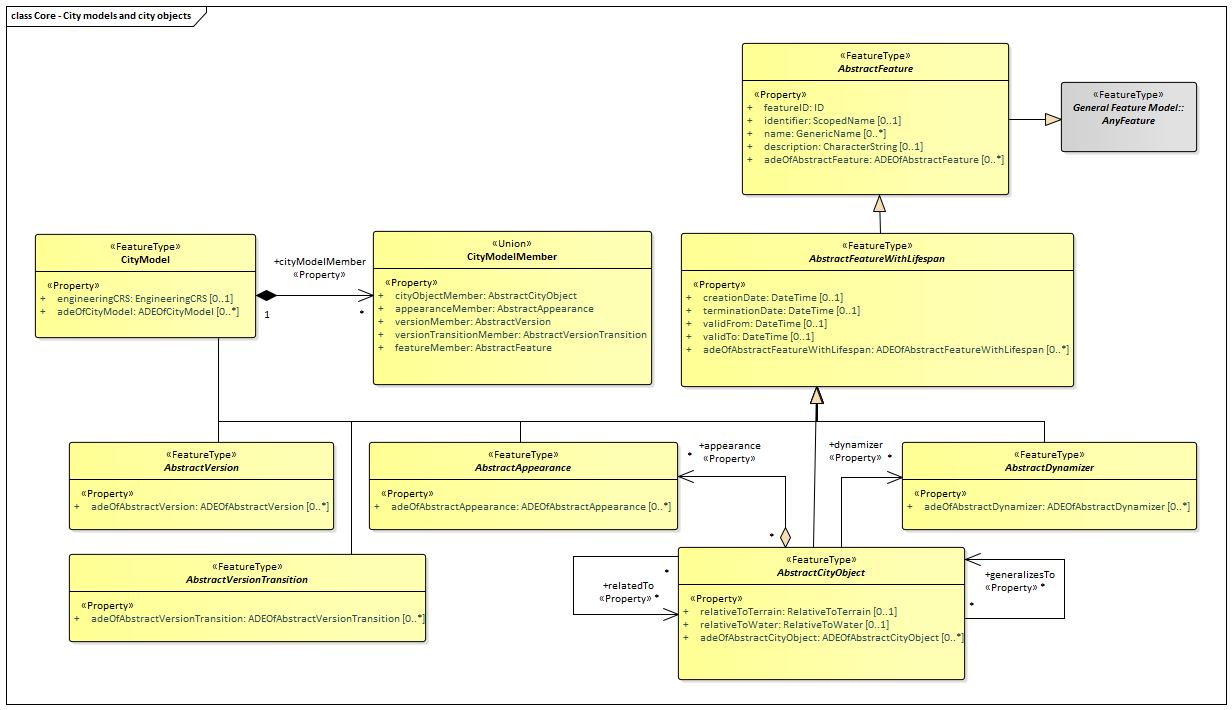 class Core - City models and city objects
«FeatureType»
AbstractFeature
«Property»
+ featureID: ID
+ identifier: ScopedName [0..1]
+ name: GenericName [0..*]
+ description: CharacterString [0..1]
+ adeOfAbstractFeature: ADEOfAbstractFeature [0..*]
«FeatureType»
General Feature Model::
AnyFeature
«FeatureType»
CityModel
«Property»
+ engineeringCRS: EngineeringCRS [0..1]
+ adeOfCityModel: ADEOfCityModel [0..*]
+cityModelMember
«Property»
1
*
«Union»
CityModelMember
«Property»
+ cityObjectMember: AbstractCityObject
+ appearanceMember: AbstractAppearance
+ versionMember: AbstractVersion
+ versionTransitionMember: AbstractVersionTransition
+ featureMember: AbstractFeature
«FeatureType»
AbstractFeatureWithLifespan
«Property»
+ creationDate: DateTime [0..1]
+ terminationDate: DateTime [0..1]
+ validFrom: DateTime [0..1]
+ validTo: DateTime [0..1]
+ adeOfAbstractFeatureWithLifespan: ADEOfAbstractFeatureWithLifespan [0..*]
«FeatureType»
AbstractVersion
«Property»
+ adeOfAbstractVersion: ADEOfAbstractVersion [0..*]
«FeatureType»
AbstractAppearance
«Property»
+ adeOfAbstractAppearance: ADEOfAbstractAppearance [0..*]
+appearance
* «Property»
*
+dynamizer
«Property» *
«FeatureType»
AbstractDynamizer
«Property»
+ adeOfAbstractDynamizer: ADEOfAbstractDynamizer [0..*]
«FeatureType»
AbstractVersionTransition
«Property»
+ adeOfAbstractVersionTransition: ADEOfAbstractVersionTransition [0..*]
*
+relatedTo
«Property» *
«FeatureType»
AbstractCityObject
«Property»
+ relativeToTerrain: RelativeToTerrain [0..1]
+ relativeToWater: RelativeToWater [0..1]
+ adeOfAbstractCityObject: ADEOfAbstractCityObject [0..*]
+generalizesTo
«Property» *
*